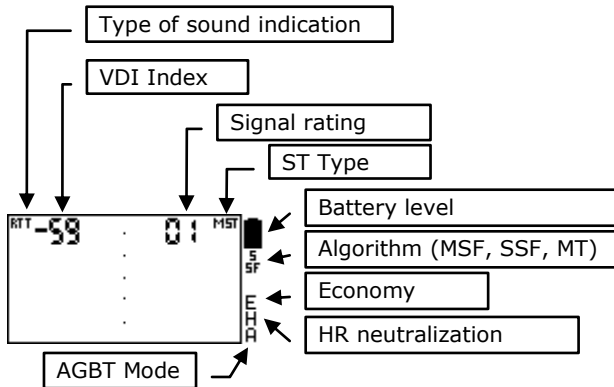 Type of sound indication
VDI Index
Signal rating
ST Type
RTT -59 01 MST
Battery level
S
SF
Algorithm (MSF, SSF, MT)
Economy
E
H
A
HR neutralization
AGBT Mode